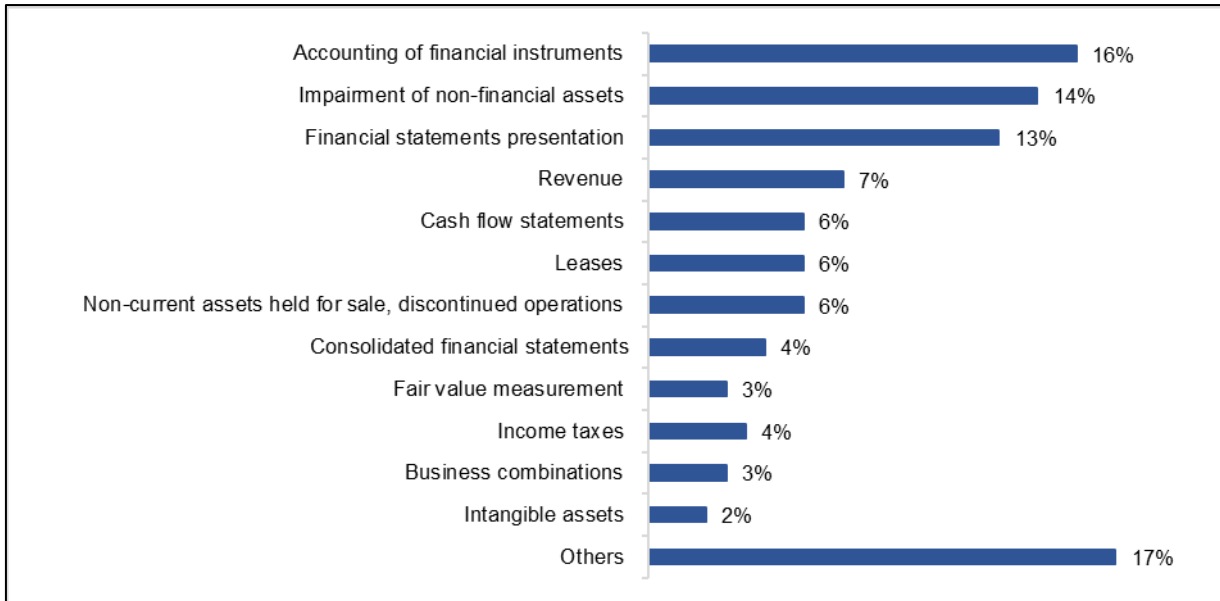 Accounting of financial instruments 16%
Impairment of non-financial assets 14%
Financial statements presentation 13%
Revenue 7%
Cash flow statements 6%
Leases 6%
Non-current assets held for sale, discontinued operations 6%
Consolidated financial statements 4%
Fair value measurement 3%
Income taxes 4%
Business combinations 3%
Intangible assets 2%
Others 17%